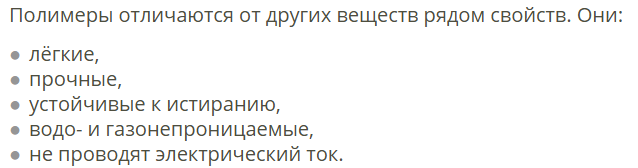 Полимеры отличаются от других веществ рядом свойств. Они:
● лёгкие,
● прочные,
● устойчивые к истиранию,
● водо- и газонепроницаемые,
● не проводят электрический ток.